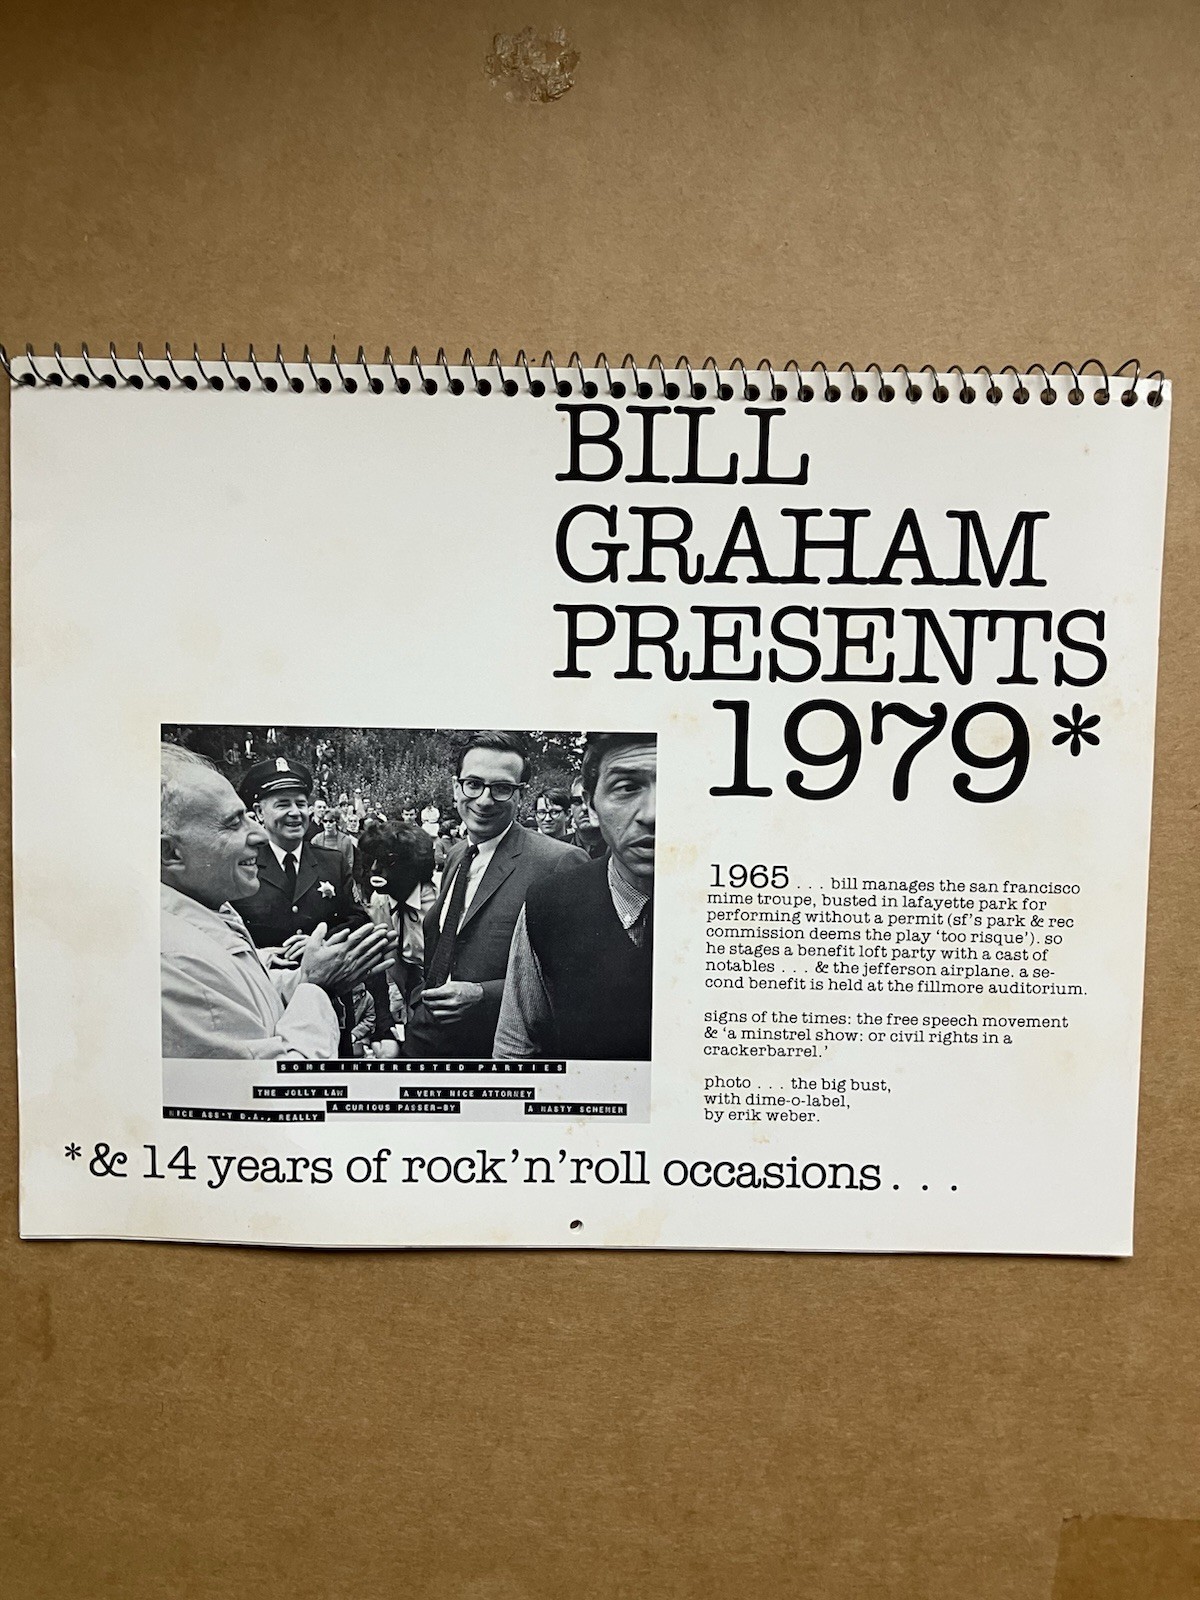 BILL
GRAHAM
PRESENTS
1979*
1965 . . . bill manages the san francisco
mime troupe, busted in lafayette park for
performing without a permit (sf's park & rec
commission deems the play 'too risque'). so
he stages a benefit loft party with a cast of
notables . . . & the jefferson airplane. a se-
cond benefit is held at the fillmore auditorium.
signs of the times: the free speech movement
& 'a minstrel show: or civil rights in a
crackerbarrel.'
photo . . . the big bust,
with dime-o-label,
by erik weber.
SOME INTERESTED PARTIES
THE JOLLY LAW
A VERY NICE ATTORNEY
NICE ASS'T D.A., REALLY
A CURIOUS PASSER-BY
A NASTY SCHEMER
*& 14 years of rock'n'roll occasions . . .